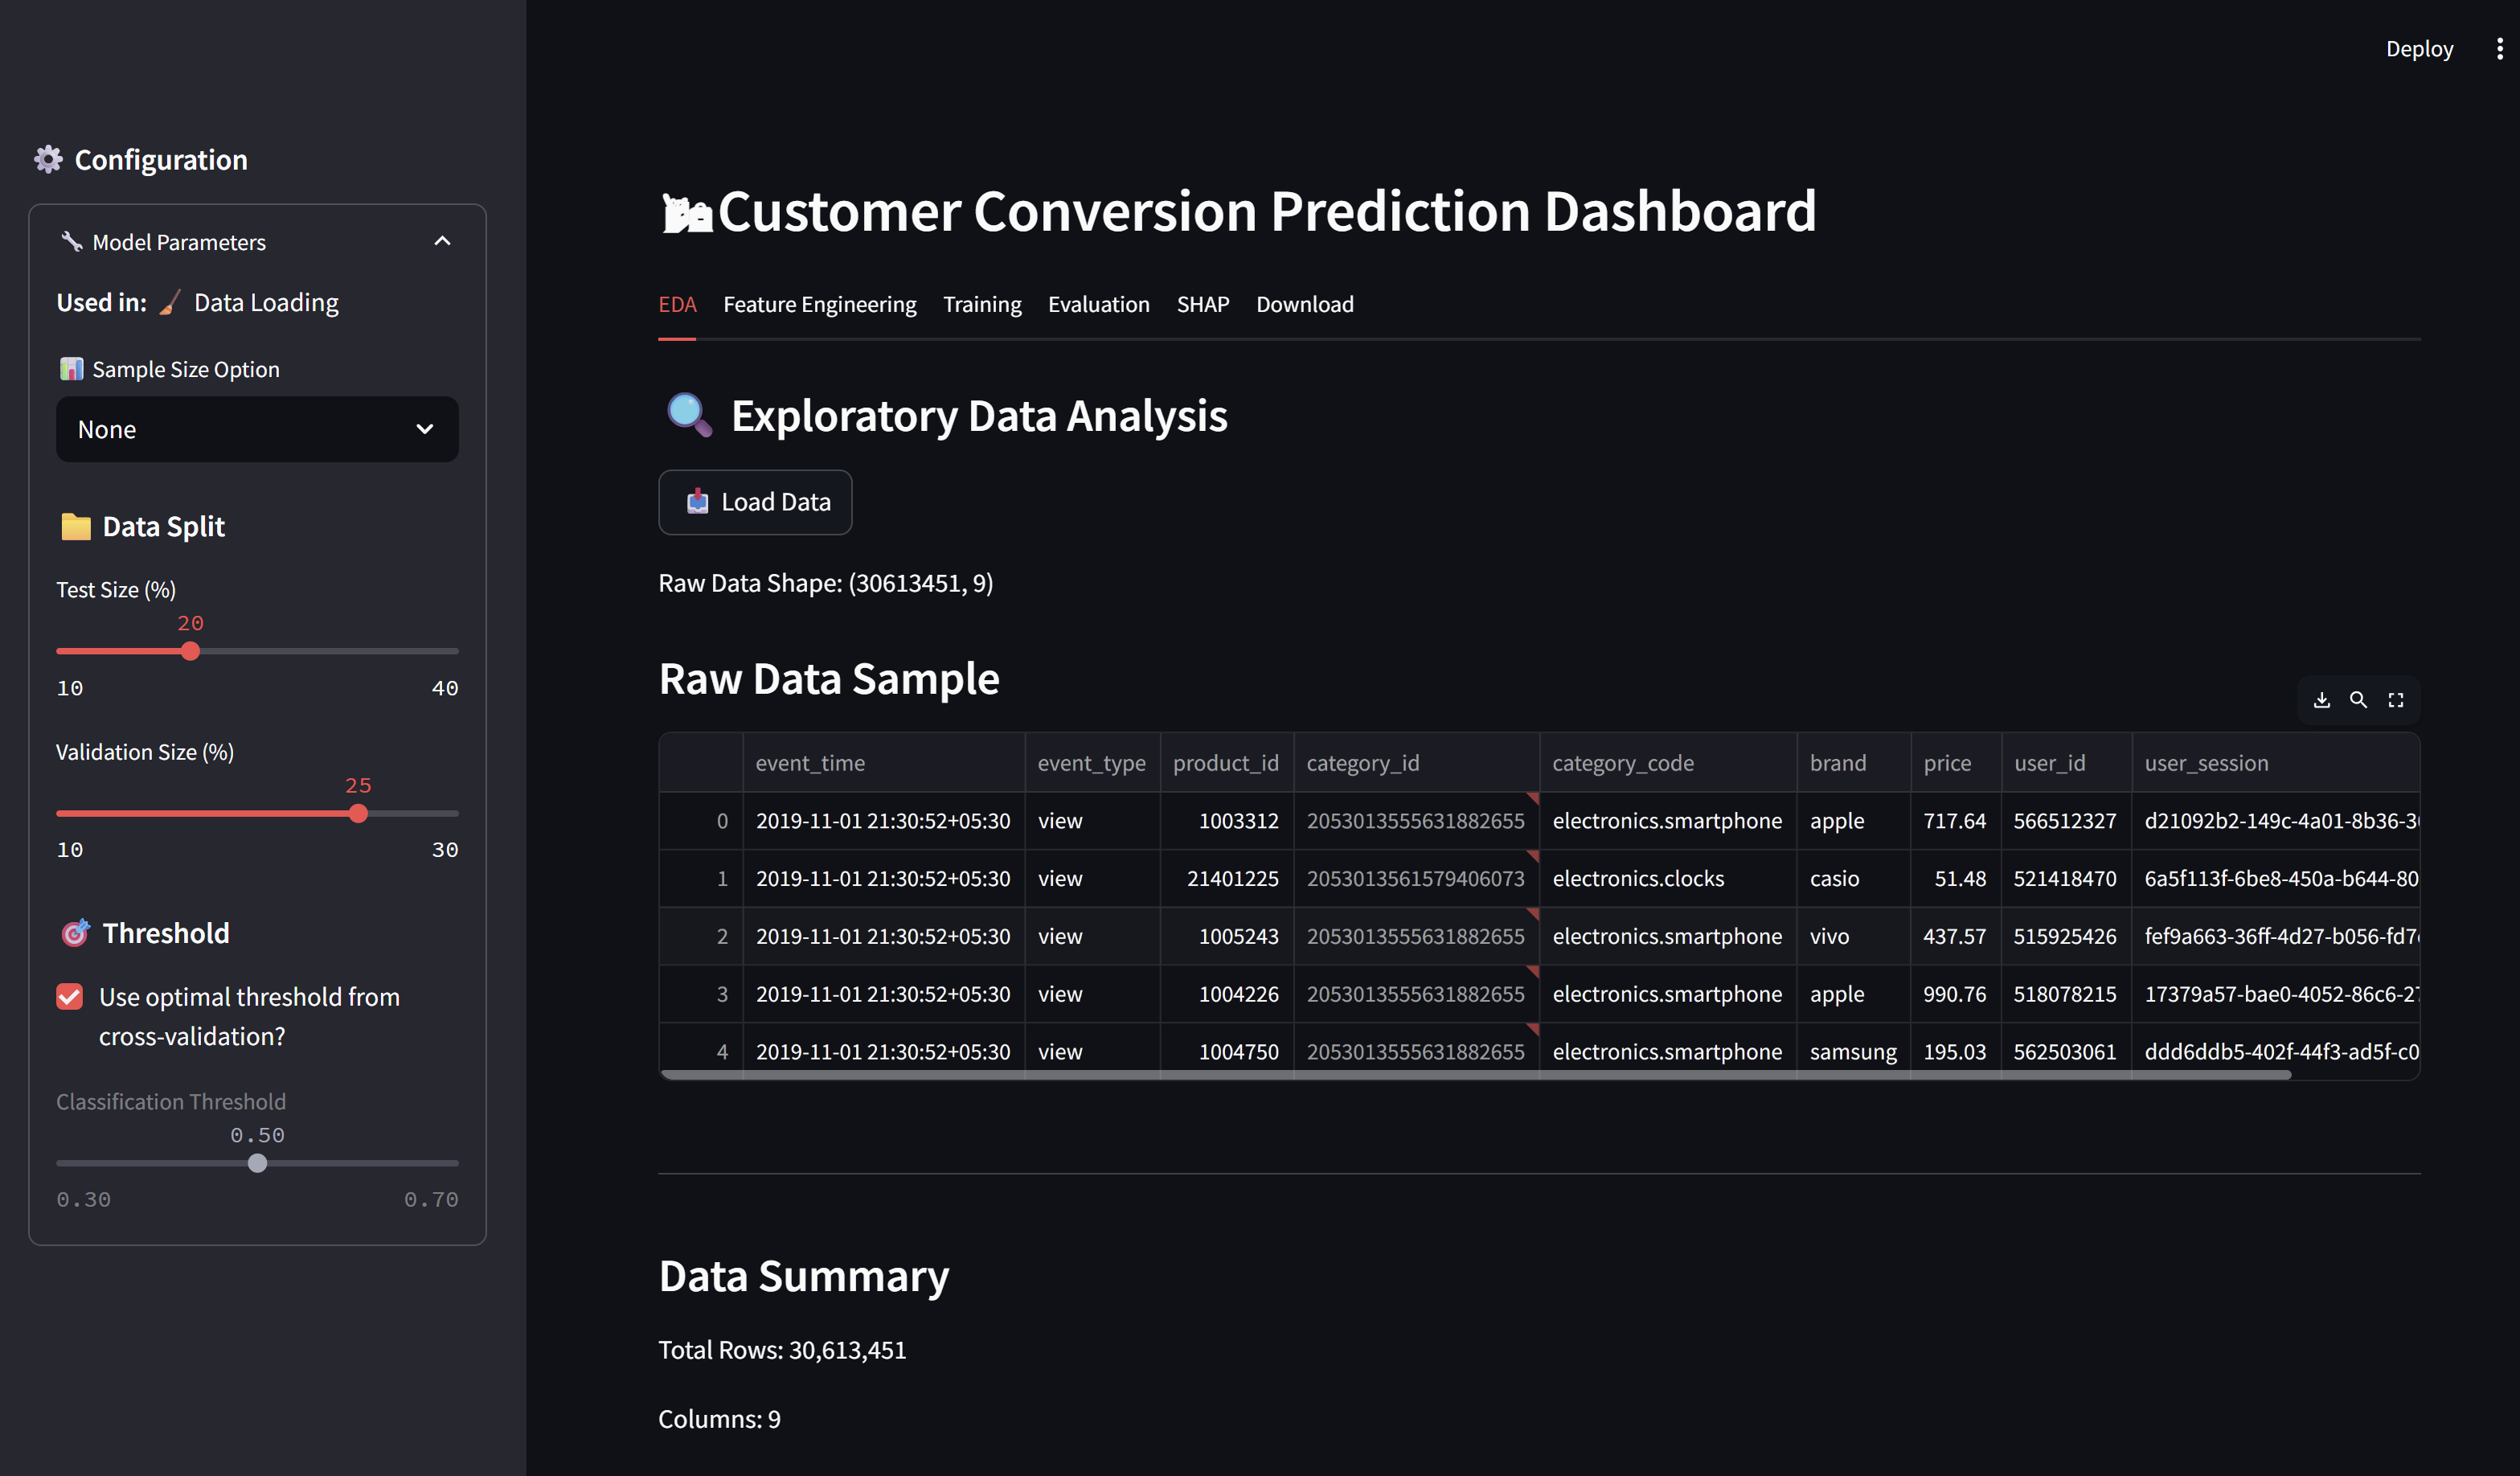 Deploy
Configuration
Model Parameters
Used in: Data Loading
Sample Size Option
None
Data Split
Test Size (%)
20
10 40
Validation Size (%)
25
10 30
Threshold
Use optimal threshold from
cross-validation?
Classification Threshold
0.50
0.30 0.70
Customer Conversion Prediction Dashboard
EDA Feature Engineering Training Evaluation SHAP Download
Exploratory Data Analysis
Load Data
Raw Data Shape: (30613451, 9)
Raw Data Sample
event_time event_type product_id category_id category_code brand price user_id user_session
0 2019-11-01 21:30:52+05:30 view 1003312 2053013555631882655 electronics.smartphone apple 717.64 566512327 d21092b2-149c-4a01-8b36-3
1 2019-11-01 21:30:52+05:30 view 21401225 2053013561579406073 electronics.clocks casio 51.48 521418470 6a5f113f-6be8-450a-b644-80
2 2019-11-01 21:30:52+05:30 view 1005243 2053013555631882655 electronics.smartphone vivo 437.57 515925426 fef9a663-36ff-4d27-b056-fd7
3 2019-11-01 21:30:52+05:30 view 1004226 2053013555631882655 electronics.smartphone apple 990.76 518078215 17379a57-bae0-4052-86c6-2
4 2019-11-01 21:30:52+05:30 view 1004750 2053013555631882655 electronics.smartphone samsung 195.03 562503061 ddd6ddb5-402f-44f3-ad5f-c0
Data Summary
Total Rows: 30,613,451
Columns: 9